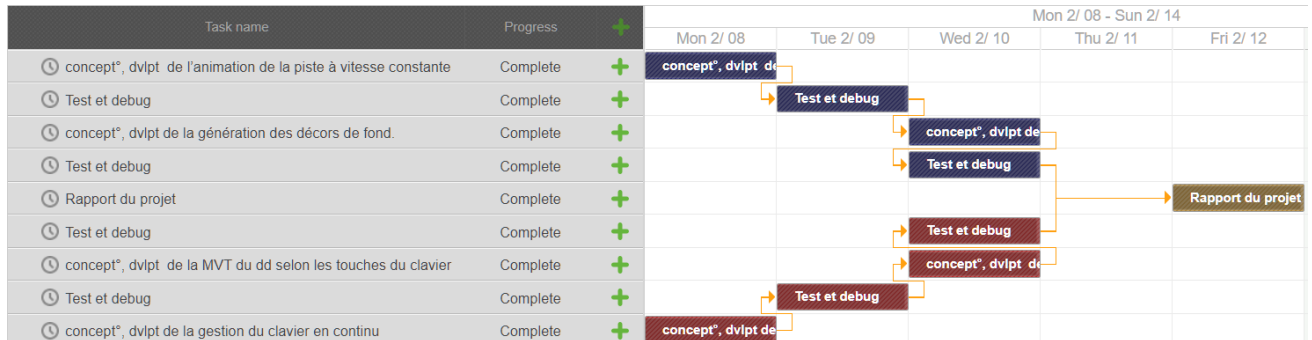 Mon 2/ 08 - Sun 2/ 14
Task name Progress
Mon 2/ 08 Tue 2/ 09 Wed 2/ 10 Thu 2/ 11 Fri 2/ 12
concept°, dvlpt  de l'animation de la piste à vitesse constante Complete concept°, dvlpt  de
Test et debug Complete Test et debug
concept°, dvlpt de la génération des décors de fond. Complete concept°, dvlpt de
Test et debug Complete Test et debug
Rapport du projet Complete Rapport du projet
Test et debug Complete Test et debug
concept°, dvlpt  de la MVT du dd selon les touches du clavier Complete concept°, dvlpt  de
Test et debug Complete Test et debug
concept°, dvlpt de la gestion du clavier en continu Complete concept°, dvlpt de